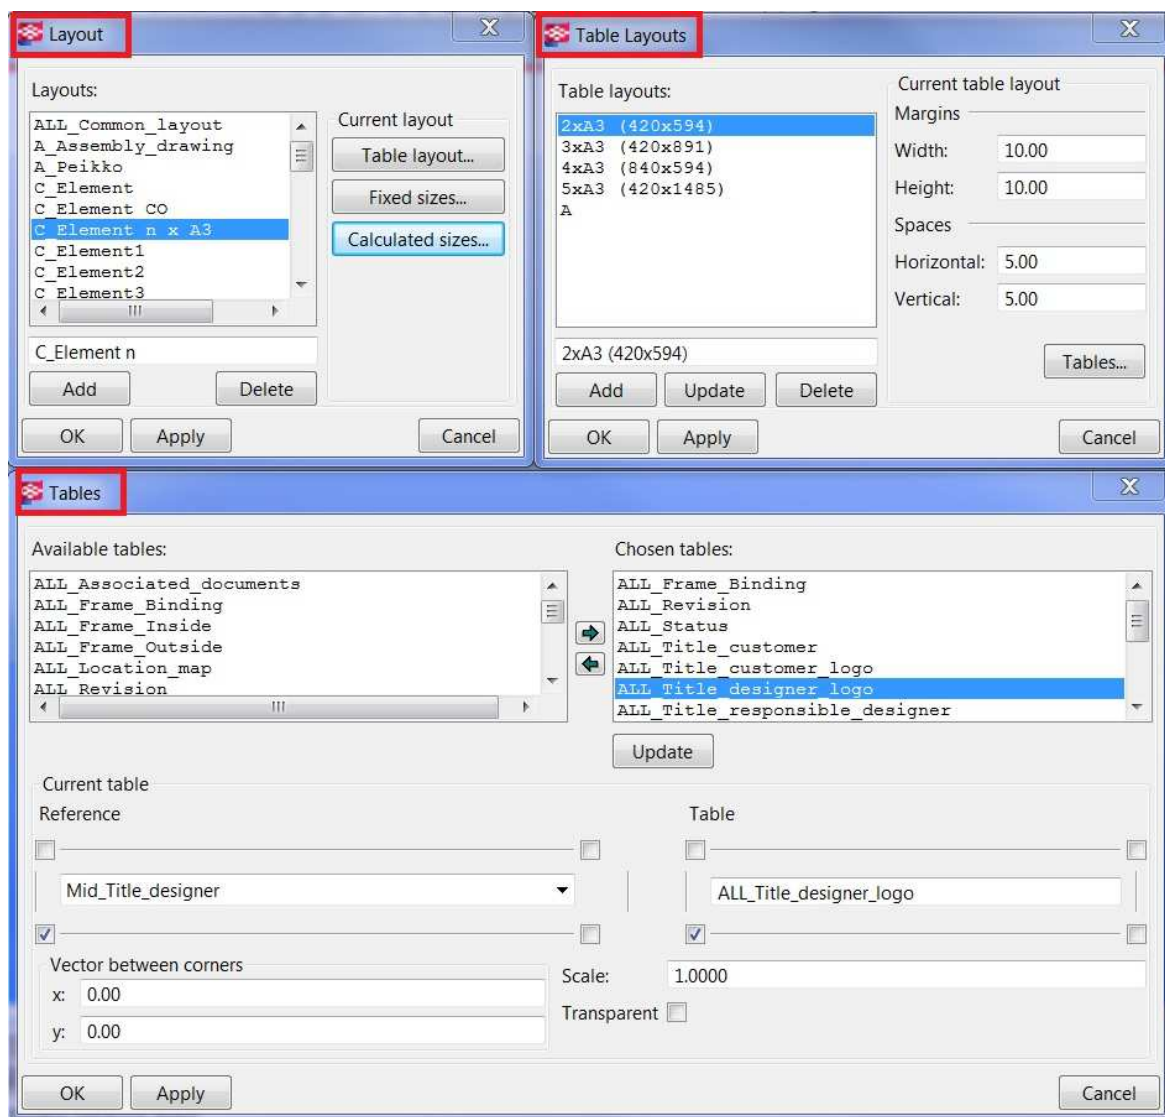 Layout
Layouts:
ALL_Common_layout
A_Assembly_drawing
A_Peikko
C_Element
C_Element CO
C_Element n x A3
C_Element1
C_Element2
C_Element3
C_Element n
Add
Delete
OK
Apply
Cancel
Current layout
Table layout...
Fixed sizes...
Calculated sizes...
Table Layouts
Table layouts:
2xA3 (420x594)
3xA3 (420x891)
4xA3 (840x594)
5xA3 (420x1485)
A
2xA3 (420x594)
Add
Update
Delete
OK
Apply
Cancel
Current table layout
Margins
Width: 10.00
Height: 10.00
Spaces
Horizontal: 5.00
Vertical: 5.00
Tables...
Tables
Available tables:
ALL_Associated_documents
ALL_Frame_Binding
ALL_Frame_Inside
ALL_Frame_Outside
ALL_Location_map
ALL_Revision
Chosen tables:
ALL_Frame_Binding
ALL_Revision
ALL_Status
ALL_Title_customer
ALL_Title_customer_logo
ALL_Title_designer_logo
ALL_Title_responsible_designer
Update
Current table
Reference
Mid_Title_designer
Table
ALL_Title_designer_logo
Vector between corners
x: 0.00
y: 0.00
Scale: 1.0000
Transparent
OK
Apply
Cancel